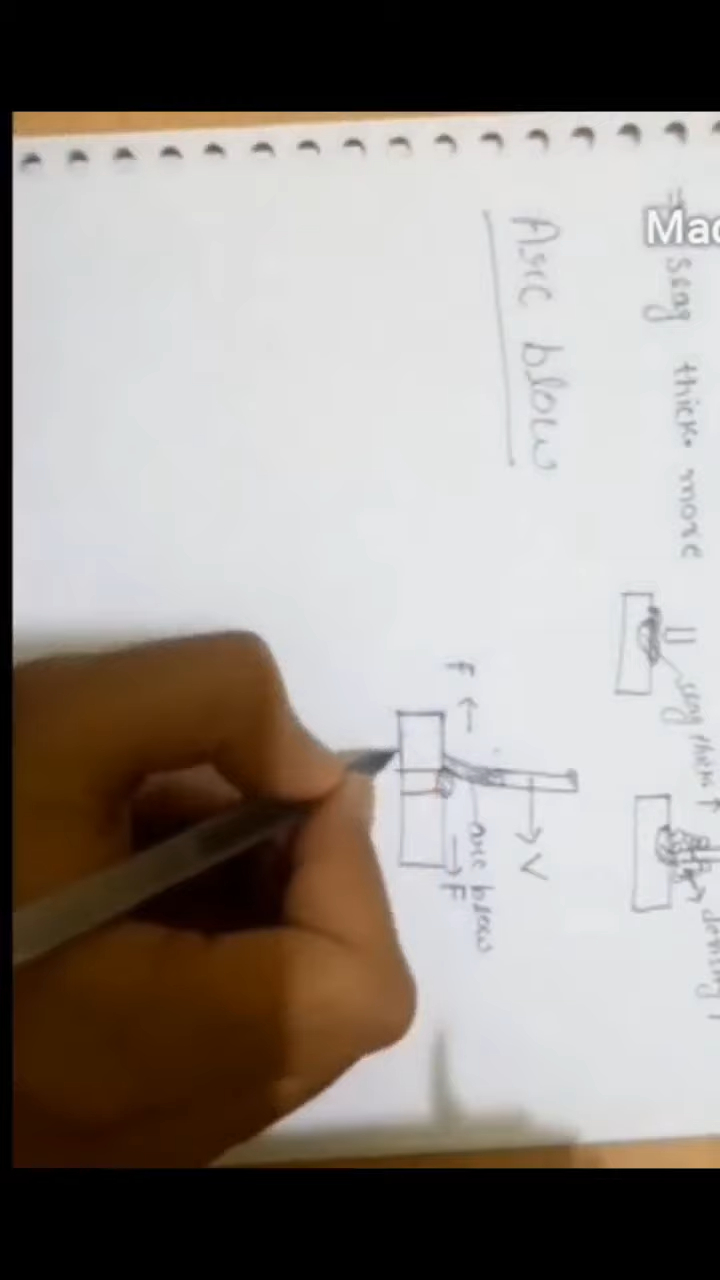 Mac
slag thick more
slag thick ↑
Arc blow
F ←
→ V
→ F
arc blow